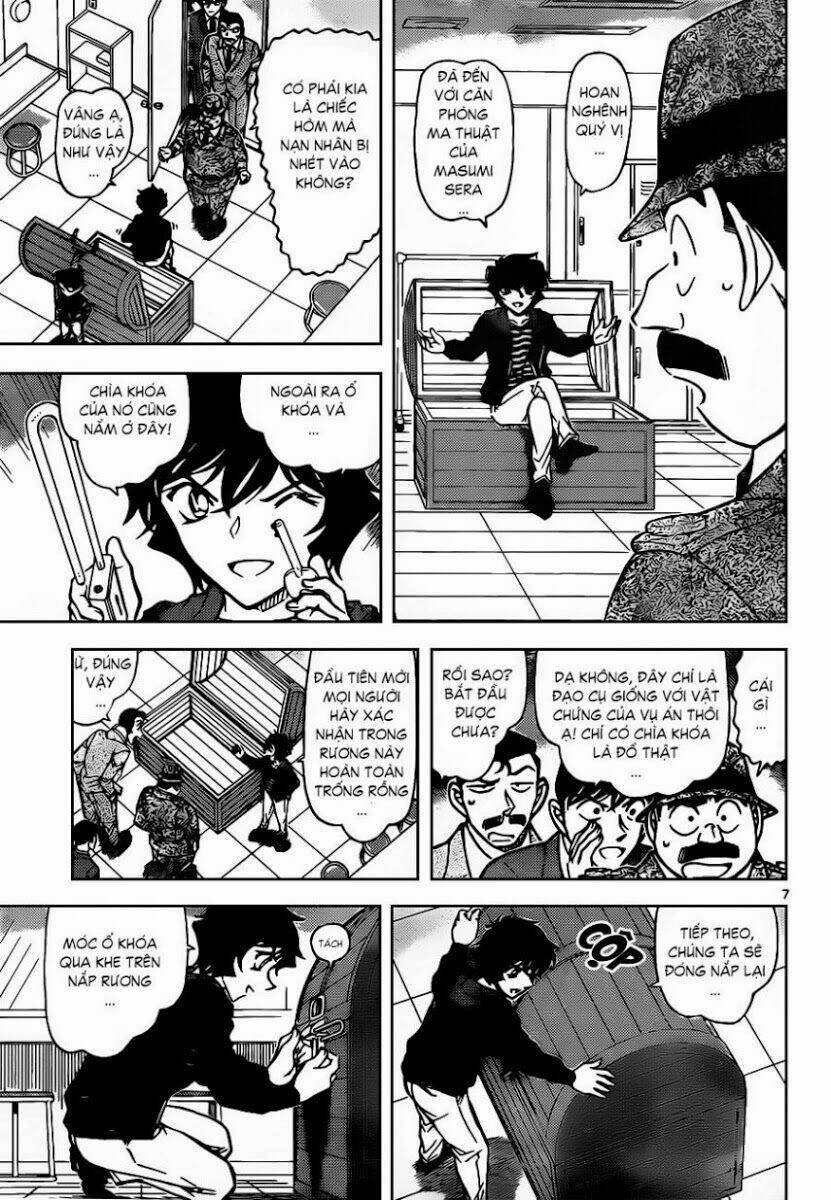 HOAN
NGHÊNH
QUÝ VỊ
...
ĐÃ ĐẾN
VỚI CĂN
PHÒNG
MA THUẬT
CỦA
MASUMI
SERA
...
CÓ PHẢI KIA
LÀ CHIẾC
HÒM MÀ
NẠN NHÂN BỊ
NHÉT VÀO
KHÔNG?
VÂNG Ạ,
ĐÚNG LÀ
NHƯ VẬY
...
NGOÀI RA Ổ
KHÓA VÀ
...
CHÌA KHÓA
CỦA NÓ CŨNG
NẰM Ở ĐÂY!
CÁI
GÌ
...
DẠ KHÔNG, ĐÂY CHỈ LÀ
ĐẠO CỤ GIỐNG VỚI VẬT
CHỨNG CỦA VỤ ÁN THÔI
Ạ! CHỈ CÓ CHÌA KHÓA
LÀ ĐỒ THẬT
...
RỒI SAO?
BẮT ĐẦU
ĐƯỢC
CHƯA?
ĐẦU TIÊN MỜI
MỌI NGƯỜI
HÃY XÁC
NHẬN TRONG
RƯƠNG NÀY
HOÀN TOÀN
TRỐNG RỖNG
...
Ừ, ĐÚNG
VẬY
...
7
TIẾP THEO,
CHÚNG TA SẼ
ĐÓNG NẮP LẠI
...
CỘP
MÓC Ổ KHÓA
QUA KHE TRÊN
NẮP RƯƠNG
...
TÁCH